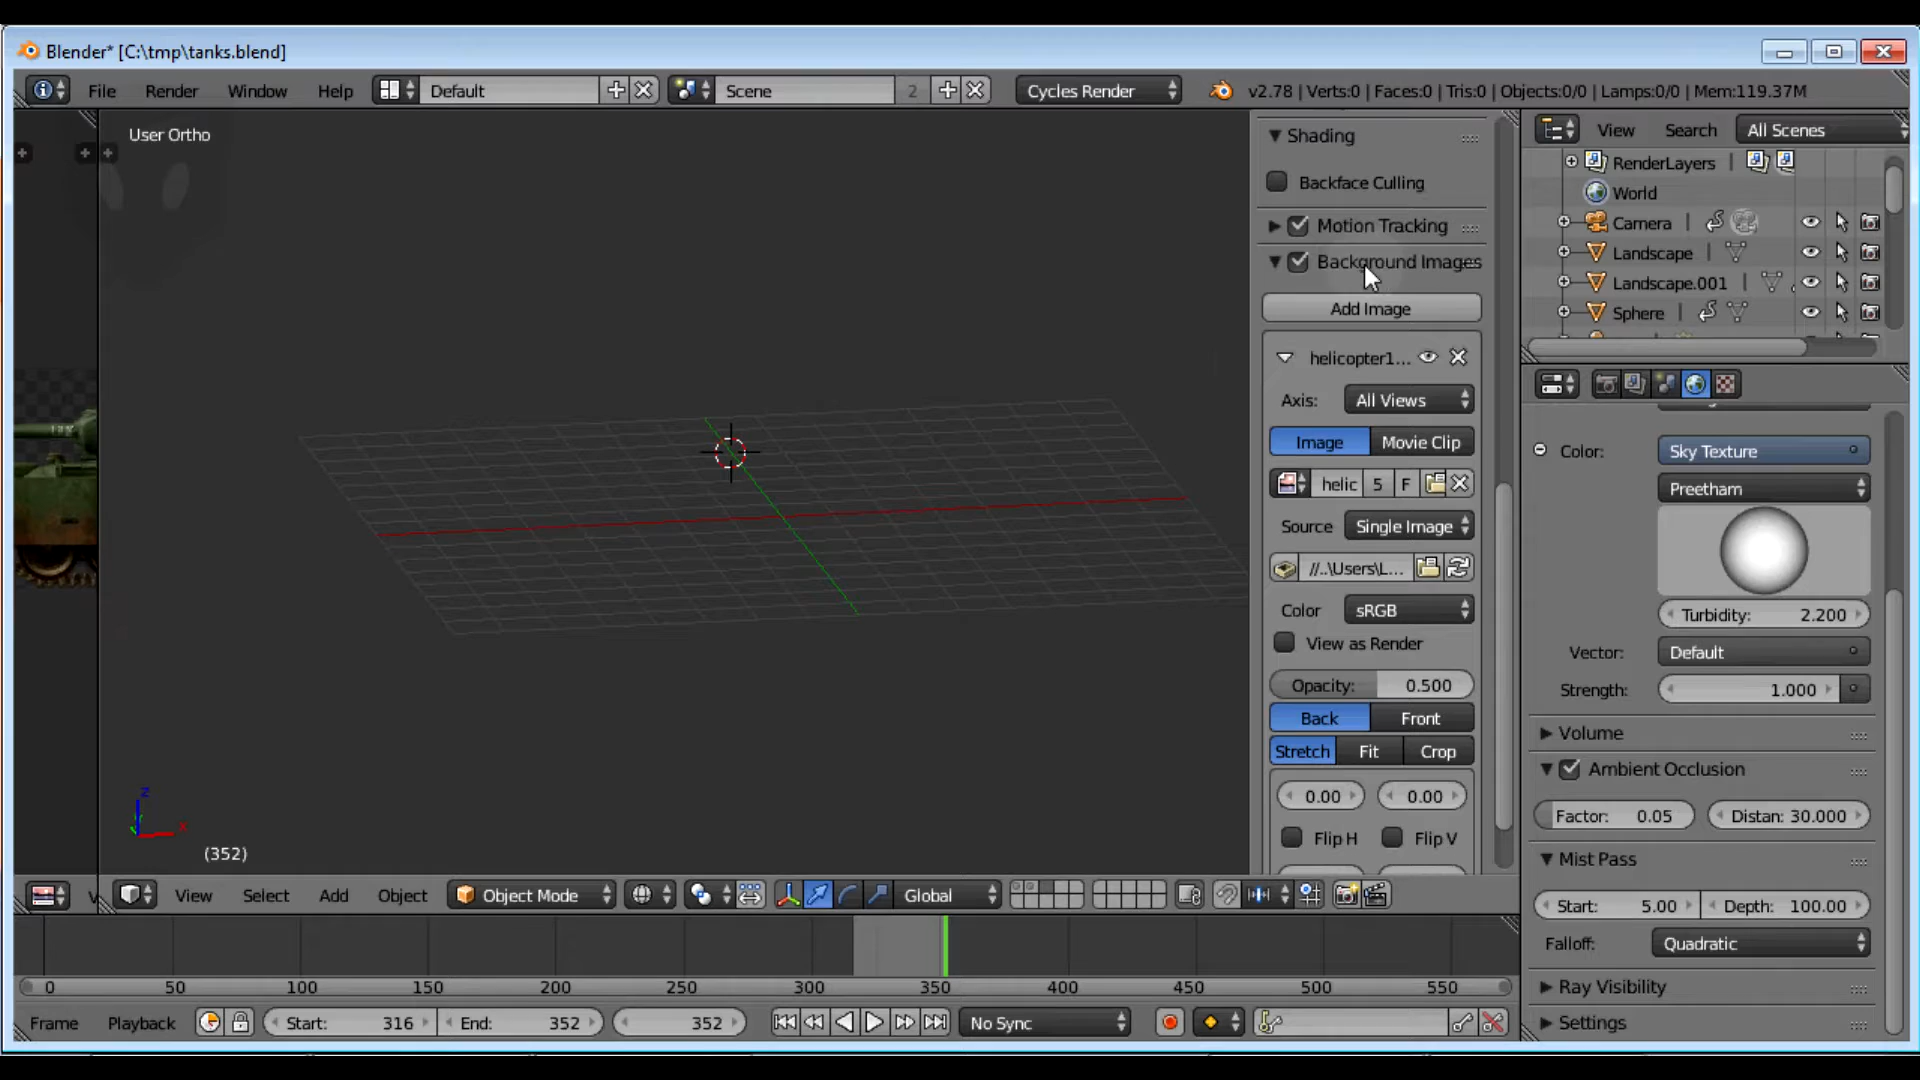 Blender* [C:\tmp\tanks.blend]
File Render Window Help Default Scene 2 Cycles Render v2.78 | Verts:0 | Faces:0 | Tris:0 | Objects:0/0 | Lamps:0/0 | Mem:119.37M
User Ortho
Shading
Backface Culling
Motion Tracking
Background Images
Add Image
helicopter1...
Axis: All Views
Image Movie Clip
helic 5 F
Source Single Image
//..\Users\L...
Color sRGB
View as Render
Opacity: 0.500
Back Front
Stretch Fit Crop
0.00 0.00
Flip H Flip V
View Search All Scenes
RenderLayers
World
Camera
Landscape
Landscape.001
Sphere
Color: Sky Texture
Preetham
Turbidity: 2.200
Vector: Default
Strength: 1.000
Volume
Ambient Occlusion
Factor: 0.05 Distan: 30.000
Mist Pass
Start: 5.00 Depth: 100.00
Falloff: Quadratic
Ray Visibility
Settings
z
x
(352)
View Select Add Object Object Mode Global
0 50 100 150 200 250 300 350 400 450 500 550
Frame Playback Start: 316 End: 352 352 No Sync